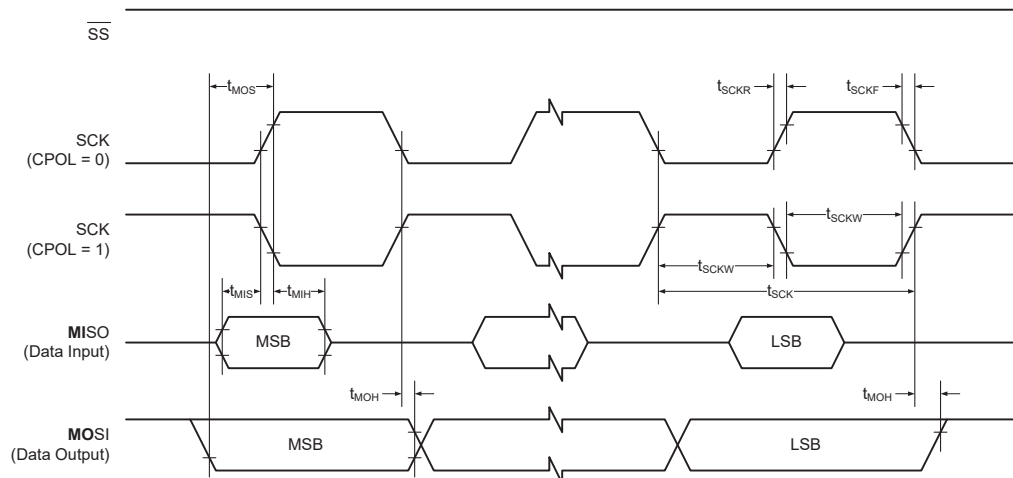 SS
tMOS
tSCKR
tSCKF
SCK
(CPOL = 0)
SCK
(CPOL = 1)
tSCKW
tSCKW
tMIS
tMIH
tSCK
MISO
(Data Input)
MSB
LSB
tMOH
tMOH
MOSI
(Data Output)
MSB
LSB